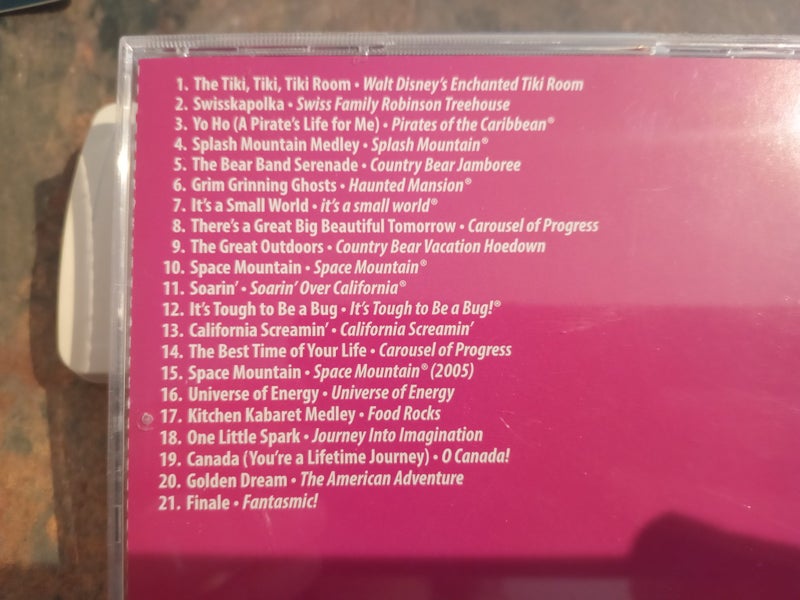 1. The Tiki, Tiki, Tiki Room • Walt Disney's Enchanted Tiki Room
2. Swisskapolka • Swiss Family Robinson Treehouse
3. Yo Ho (A Pirate's Life for Me) • Pirates of the Caribbean®
4. Splash Mountain Medley • Splash Mountain®
5. The Bear Band Serenade • Country Bear Jamboree
6. Grim Grinning Ghosts • Haunted Mansion®
7. It's a Small World • it's a small world®
8. There's a Great Big Beautiful Tomorrow • Carousel of Progress
9. The Great Outdoors • Country Bear Vacation Hoedown
10. Space Mountain • Space Mountain®
11. Soarin' • Soarin' Over California®
12. It's Tough to Be a Bug • It's Tough to Be a Bug!®
13. California Screamin' • California Screamin'
14. The Best Time of Your Life • Carousel of Progress
15. Space Mountain • Space Mountain® (2005)
16. Universe of Energy • Universe of Energy
17. Kitchen Kabaret Medley • Food Rocks
18. One Little Spark • Journey Into Imagination
19. Canada (You're a Lifetime Journey) • O Canada!
20. Golden Dream • The American Adventure
21. Finale • Fantasmic!